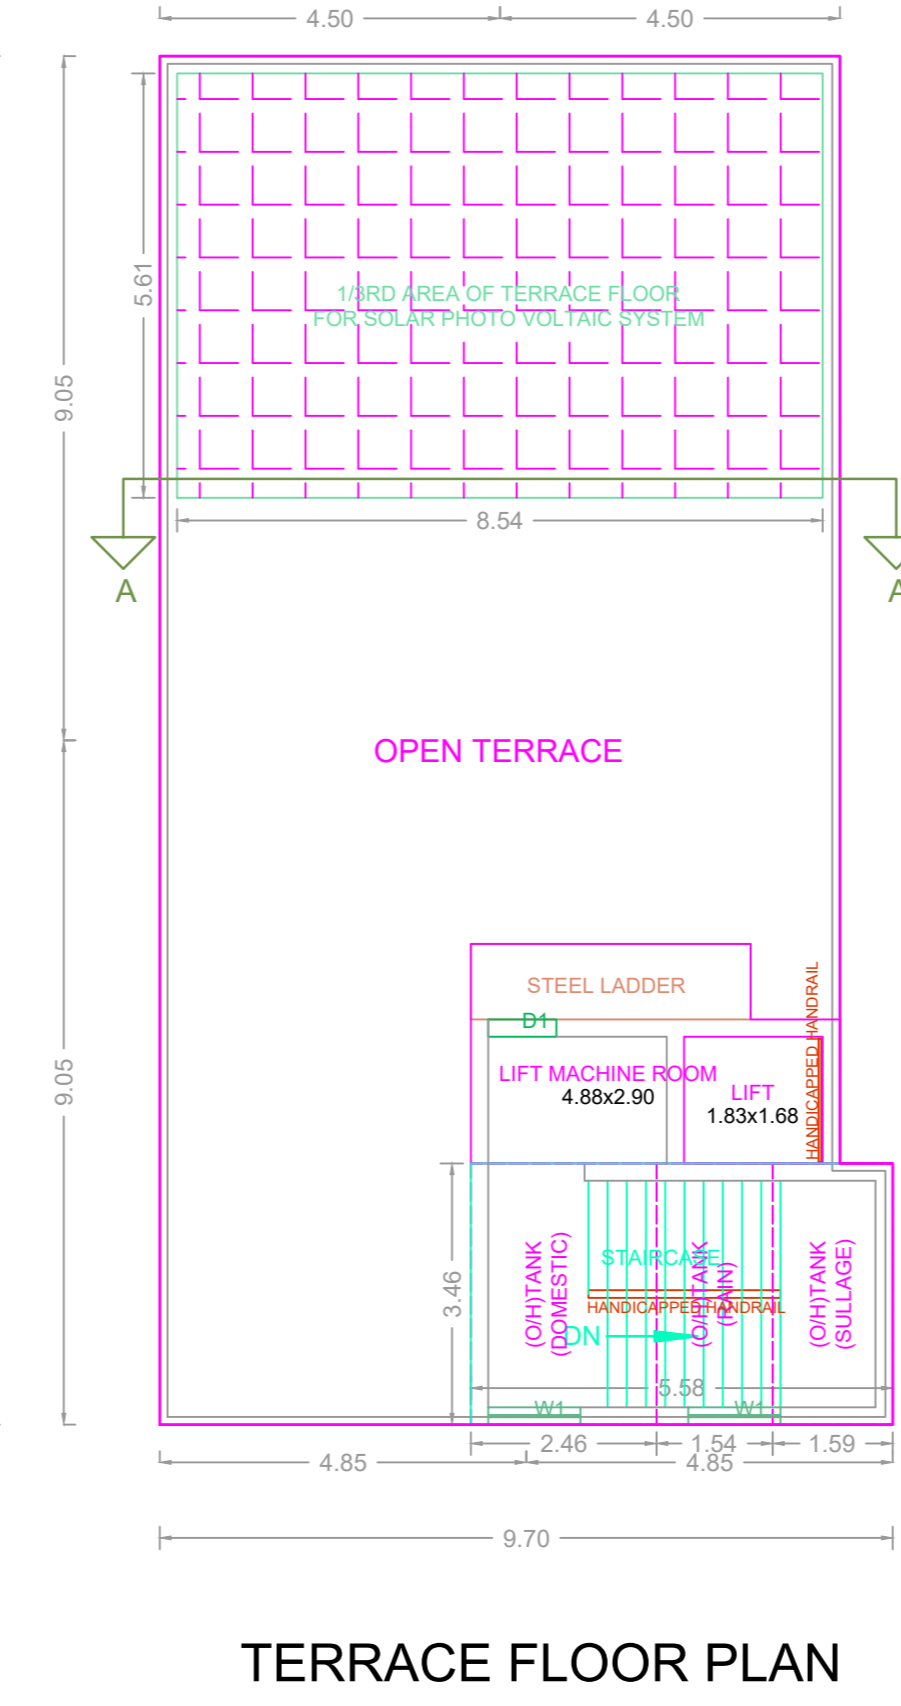 4.50
4.50
5.61
9.05
1/3RD AREA OF TERRACE FLOOR
FOR SOLAR PHOTO VOLTAIC SYSTEM
8.54
A
A
OPEN TERRACE
STEEL LADDER
D1
HANDICAPPED HANDRAIL
LIFT MACHINE ROOM
4.88x2.90
LIFT
1.83x1.68
9.05
3.46
(O/H)TANK
(DOMESTIC)
STAIRCASE
(O/H)TANK
(RAIN)
(O/H)TANK
(SULLAGE)
HANDICAPPED HANDRAIL
DN
5.58
W1
W1
2.46
1.54
1.59
4.85
4.85
9.70
TERRACE FLOOR PLAN